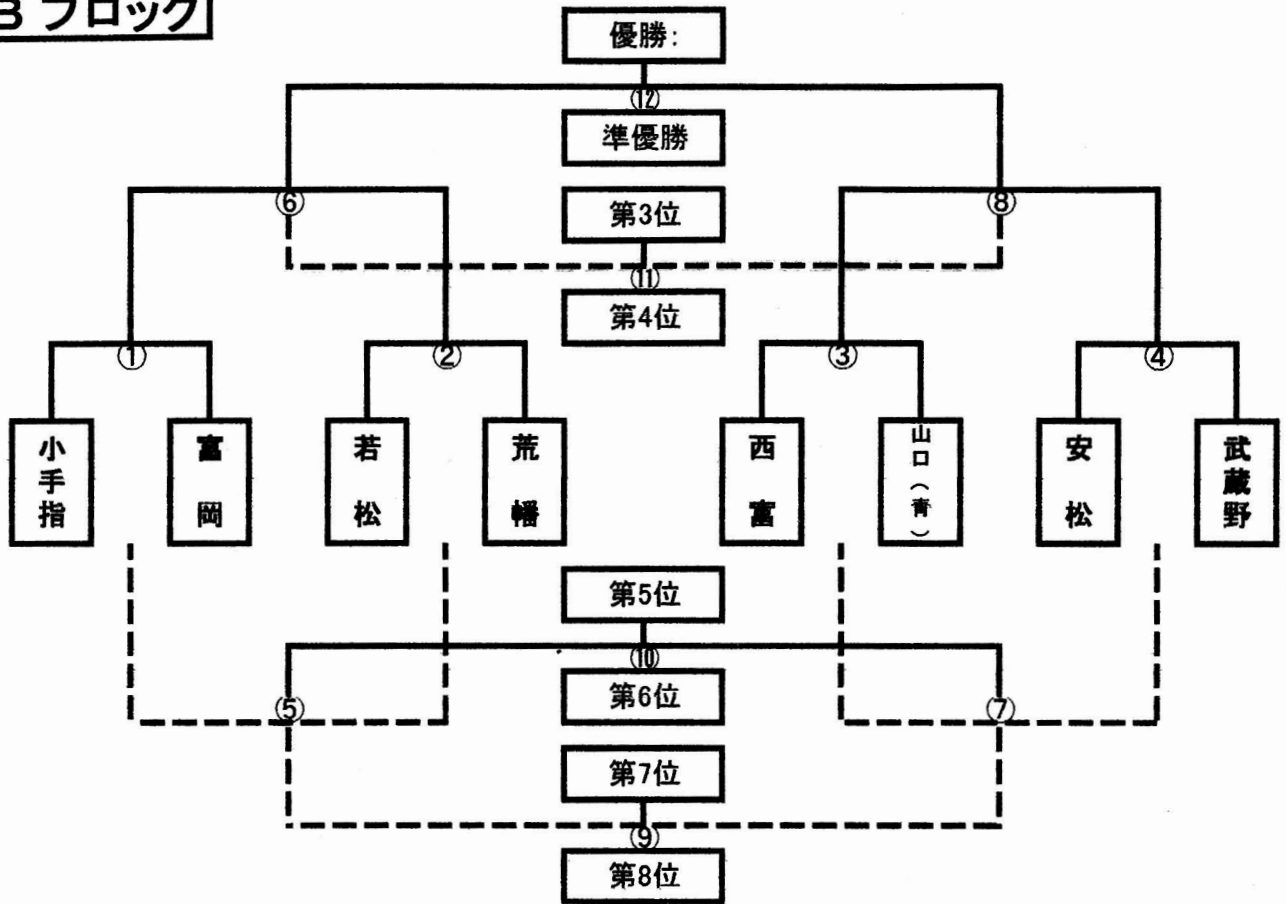 B ブロック
優勝:
⑫
準優勝
⑥
第3位
⑧
⑪
第4位
①
②
③
④
小手指
富岡
若松
荒幡
西富
山口(青)
安松
武蔵野
第5位
⑩
第6位
⑤
⑦
第7位
⑨
第8位